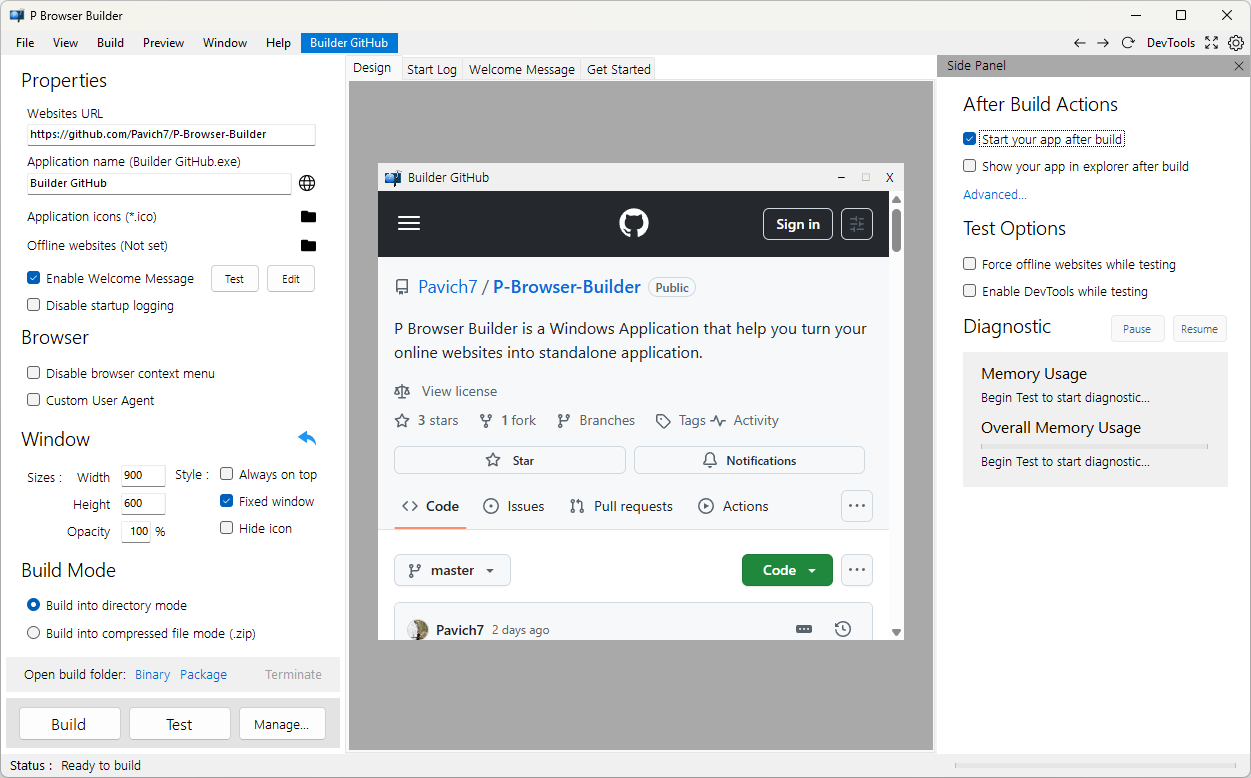 P Browser Builder
File View Build Preview Window Help Builder GitHub DevTools
Properties
Websites URL
https://github.com/Pavich7/P-Browser-Builder
Application name (Builder GitHub.exe)
Builder GitHub
Application icons (*.ico)
Offline websites (Not set)
Enable Welcome Message Test Edit
Disable startup logging
Browser
Disable browser context menu
Custom User Agent
Window
Sizes : Width 900 Style : Always on top
Height 600 Fixed window
Opacity 100 % Hide icon
Build Mode
Build into directory mode
Build into compressed file mode (.zip)
Open build folder: Binary Package Terminate
Build Test Manage...
Design Start Log Welcome Message Get Started
Builder GitHub X
Sign in
Pavich7 / P-Browser-Builder Public
P Browser Builder is a Windows Application that help you turn your
online websites into standalone application.
View license
3 stars 1 fork Branches Tags Activity
Star Notifications
Code Issues Pull requests Actions
master Code
Pavich7 2 days ago
Side Panel
After Build Actions
Start your app after build
Show your app in explorer after build
Advanced...
Test Options
Force offline websites while testing
Enable DevTools while testing
Diagnostic Pause Resume
Memory Usage
Begin Test to start diagnostic...
Overall Memory Usage
Begin Test to start diagnostic...
Status : Ready to build